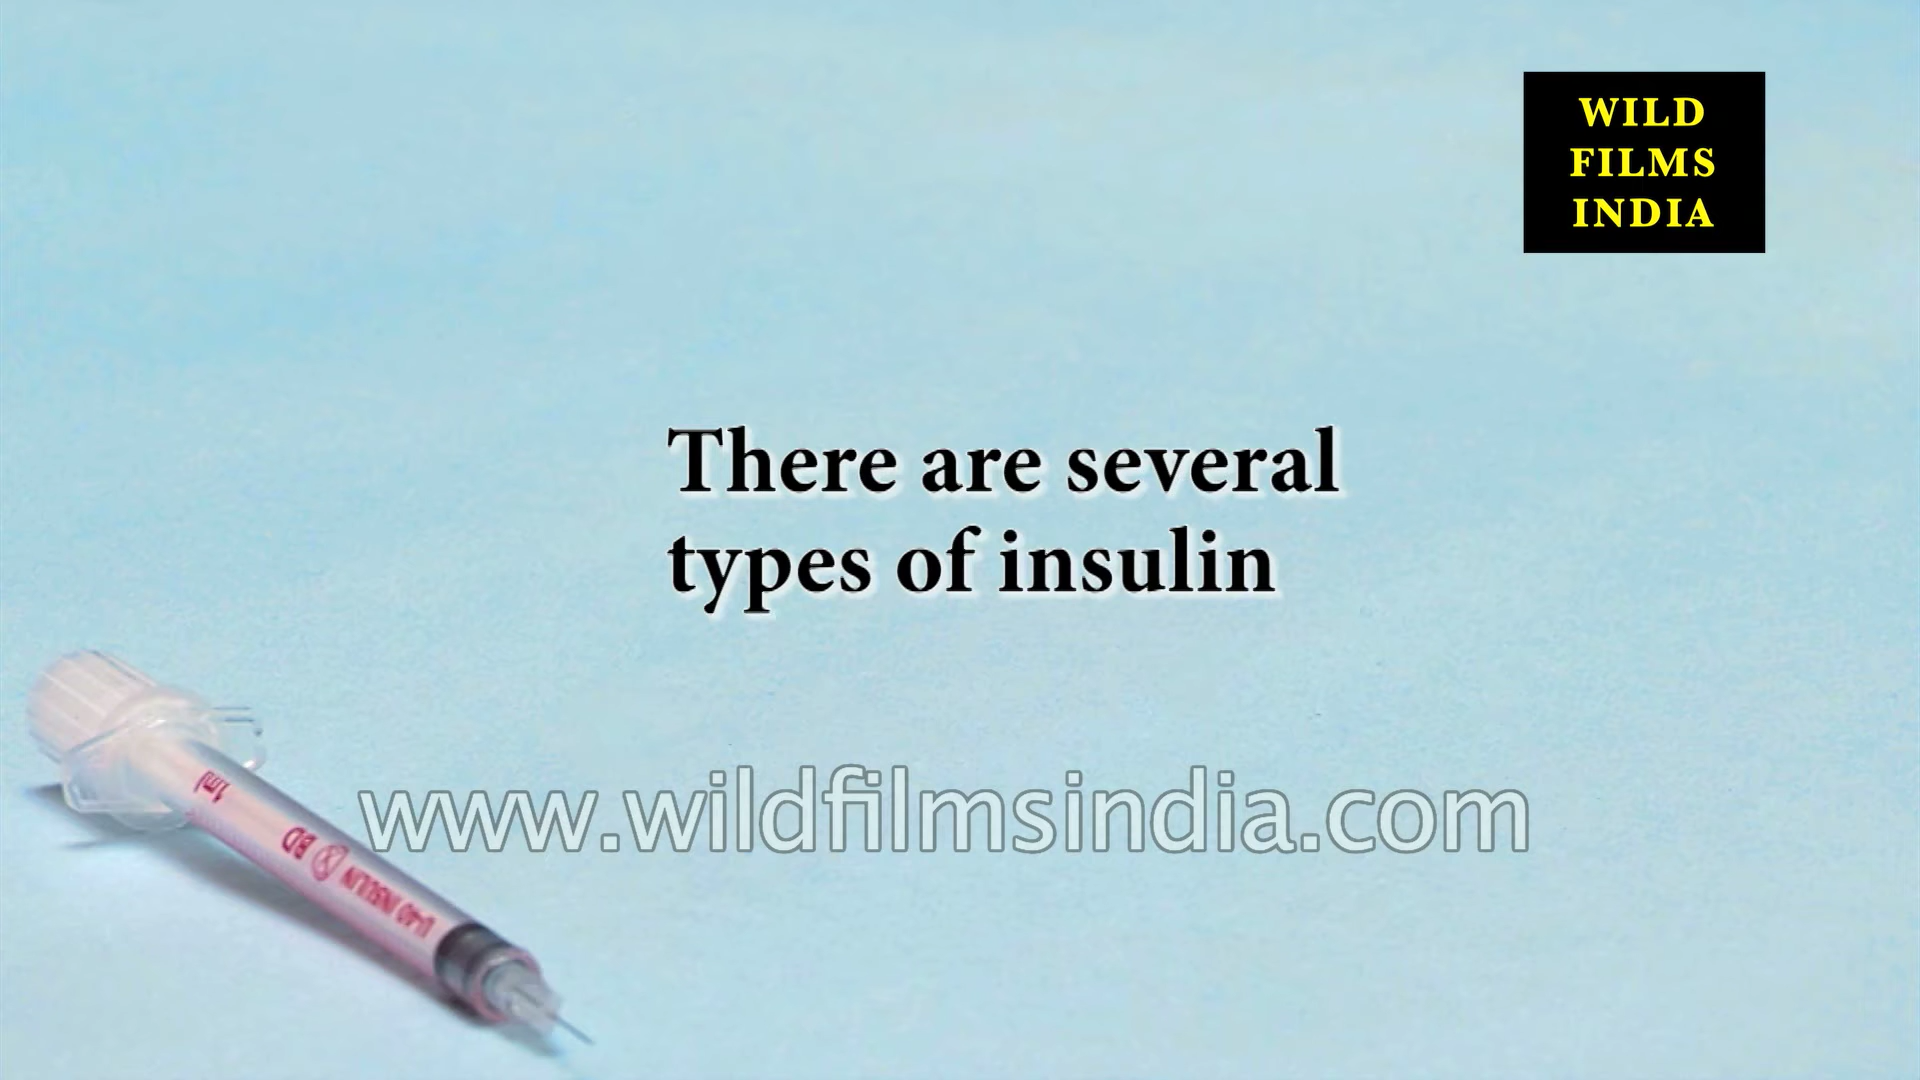 WILD
FILMS
INDIA
There are several
types of insulin
www.wildfilmsindia.com
1ml
BD
U-40 INSULIN